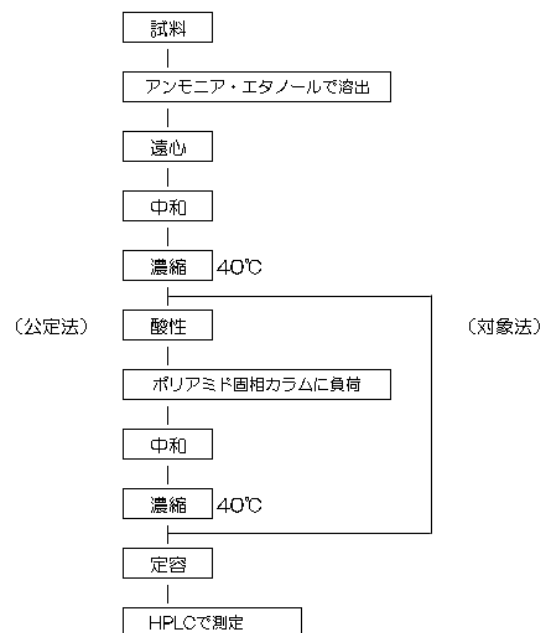 試料
アンモニア・エタノールで溶出
遠心
中和
濃縮 40℃
(公定法) 酸性 (対象法)
ポリアミド固相カラムに負荷
中和
濃縮 40℃
定容
HPLCで測定